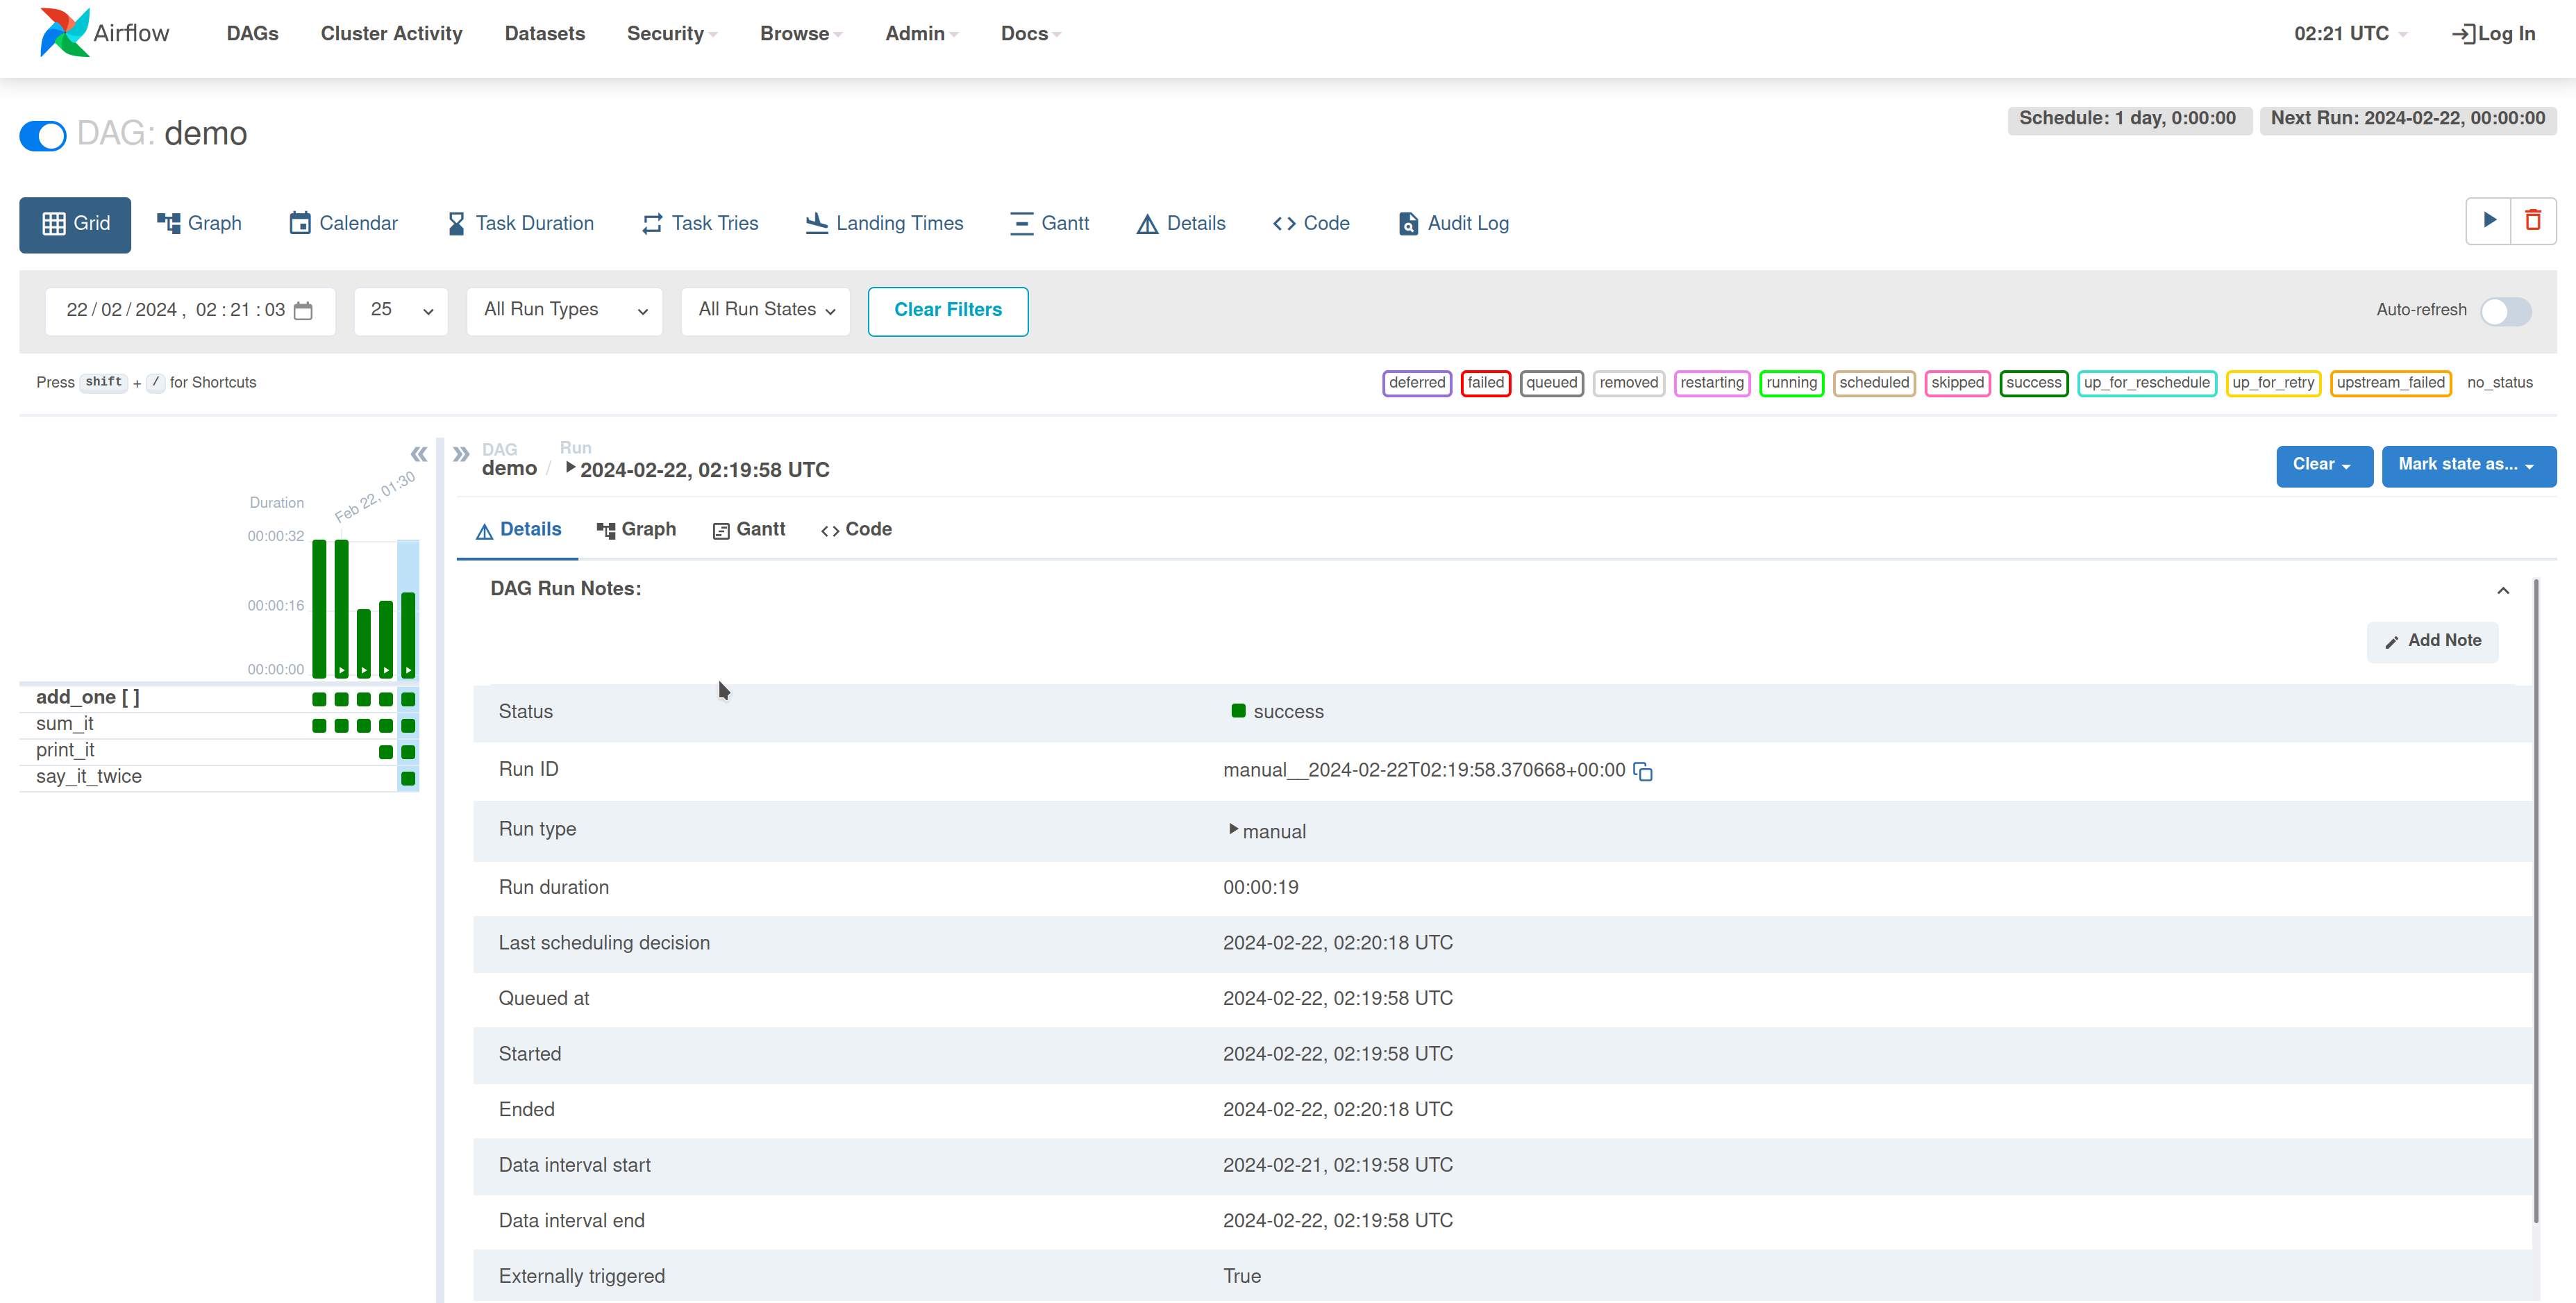 Airflow DAGs Cluster Activity Datasets Security Browse Admin Docs 02:21 UTC Log In
DAG: demo
Schedule: 1 day, 0:00:00 Next Run: 2024-02-22, 00:00:00
Grid Graph Calendar Task Duration Task Tries Landing Times Gantt Details Code Audit Log
22/02/2024, 02:21:03 25 All Run Types All Run States Clear Filters Auto-refresh
Press shift + / for Shortcuts
deferred failed queued removed restarting running scheduled skipped success up_for_reschedule up_for_retry upstream_failed no_status
Duration
Feb 22, 01:30
00:00:32
00:00:16
00:00:00
add_one [ ]
sum_it
print_it
say_it_twice
DAG Run
demo / 2024-02-22, 02:19:58 UTC
Clear Mark state as...
Details Graph Gantt Code
DAG Run Notes:
Add Note
Status success
Run ID manual__2024-02-22T02:19:58.370668+00:00
Run type manual
Run duration 00:00:19
Last scheduling decision 2024-02-22, 02:20:18 UTC
Queued at 2024-02-22, 02:19:58 UTC
Started 2024-02-22, 02:19:58 UTC
Ended 2024-02-22, 02:20:18 UTC
Data interval start 2024-02-21, 02:19:58 UTC
Data interval end 2024-02-22, 02:19:58 UTC
Externally triggered True